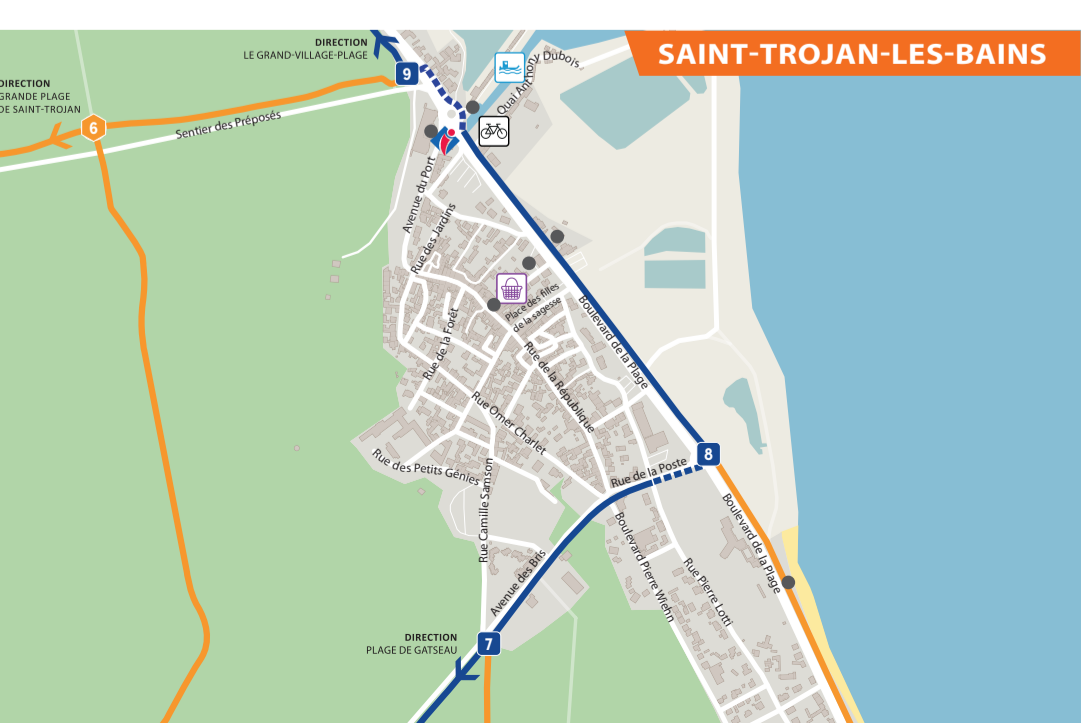 SAINT-TROJAN-LES-BAINS
DIRECTION
LE GRAND-VILLAGE-PLAGE
9
DIRECTION
GRANDE PLAGE
DE SAINT-TROJAN
6
Sentier des Préposés
Quai Anthony Dubois
Avenue du Port
Rue des Jardins
Place des filles
de la sagesse
Rue de la Forêt
Boulevard de la Plage
Rue de la République
Rue Omer Charlet
Rue des Petits Génies
Rue Camille Samson
Rue de la Poste
8
Boulevard de la Plage
Boulevard Pierre Wiehn
Rue Pierre Lotti
Avenue des Bris
7
DIRECTION
PLAGE DE GATSEAU